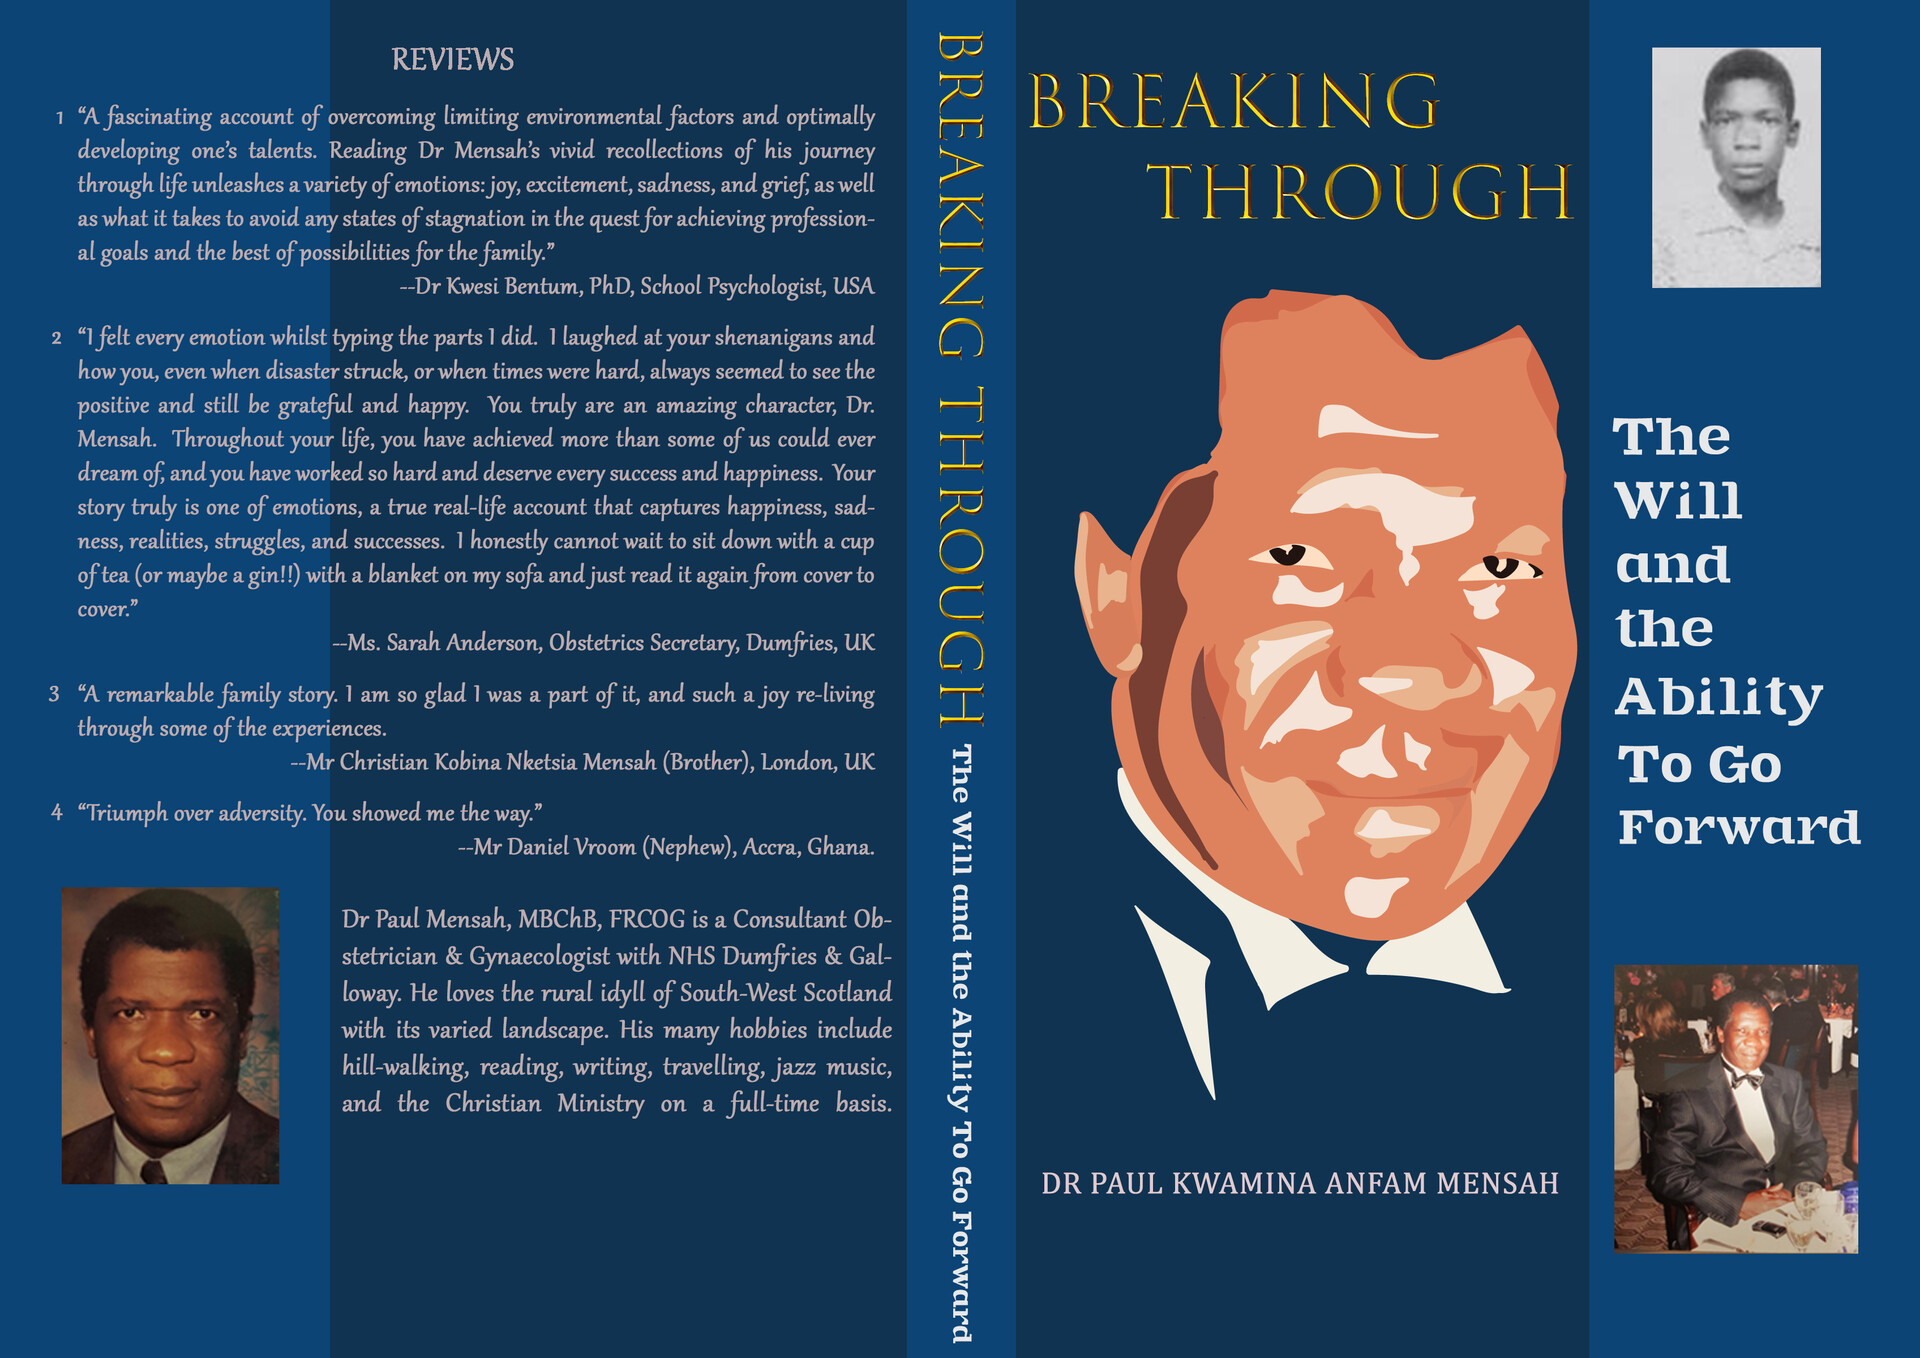 REVIEWS
1 “A fascinating account of overcoming limiting environmental factors and optimally
developing one’s talents. Reading Dr Mensah’s vivid recollections of his journey
through life unleashes a variety of emotions: joy, excitement, sadness, and grief, as well
as what it takes to avoid any states of stagnation in the quest for achieving profession-
al goals and the best of possibilities for the family.”
--Dr Kwesi Bentum, PhD, School Psychologist, USA
2 “I felt every emotion whilst typing the parts I did. I laughed at your shenanigans and
how you, even when disaster struck, or when times were hard, always seemed to see the
positive and still be grateful and happy. You truly are an amazing character, Dr.
Mensah. Throughout your life, you have achieved more than some of us could ever
dream of, and you have worked so hard and deserve every success and happiness. Your
story truly is one of emotions, a true real-life account that captures happiness, sad-
ness, realities, struggles, and successes. I honestly cannot wait to sit down with a cup
of tea (or maybe a gin!!) with a blanket on my sofa and just read it again from cover to
cover.”
--Ms. Sarah Anderson, Obstetrics Secretary, Dumfries, UK
3 “A remarkable family story. I am so glad I was a part of it, and such a joy re-living
through some of the experiences.
--Mr Christian Kobina Nketsia Mensah (Brother), London, UK
4 “Triumph over adversity. You showed me the way.”
--Mr Daniel Vroom (Nephew), Accra, Ghana.
Dr Paul Mensah, MBChB, FRCOG is a Consultant Ob-
stetrician & Gynaecologist with NHS Dumfries & Gal-
loway. He loves the rural idyll of South-West Scotland
with its varied landscape. His many hobbies include
hill-walking, reading, writing, travelling, jazz music,
and the Christian Ministry on a full-time basis.
BREAKING THROUGH The Will and the Ability To Go Forward
BREAKING
THROUGH
DR PAUL KWAMINA ANFAM MENSAH
The
Will
and
the
Ability
To Go
Forward